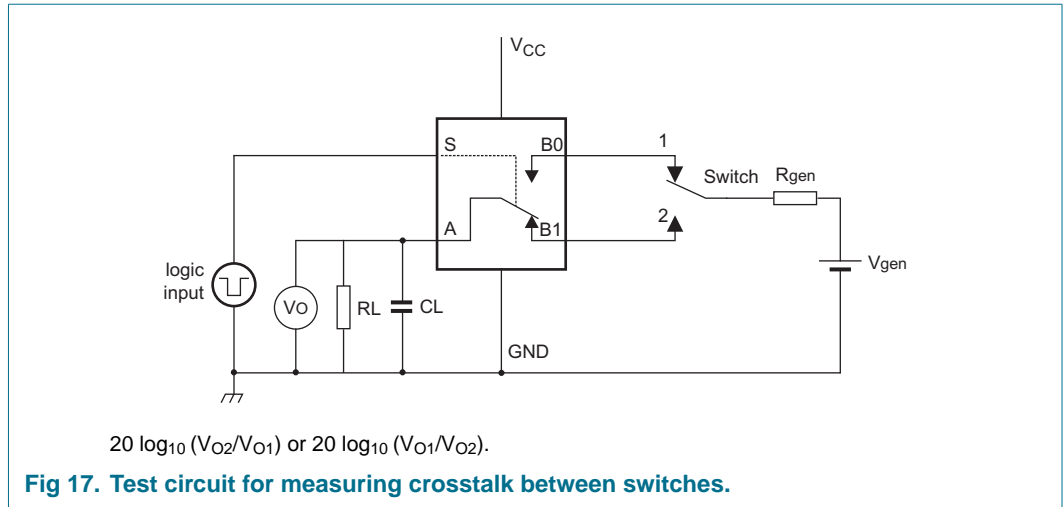 VCC
S
B0
1
Switch
Rgen
A
B1
2
Vgen
logic
input
VO
RL
CL
GND
20 log10 (VO2/VO1) or 20 log10 (VO1/VO2).
Fig 17. Test circuit for measuring crosstalk between switches.